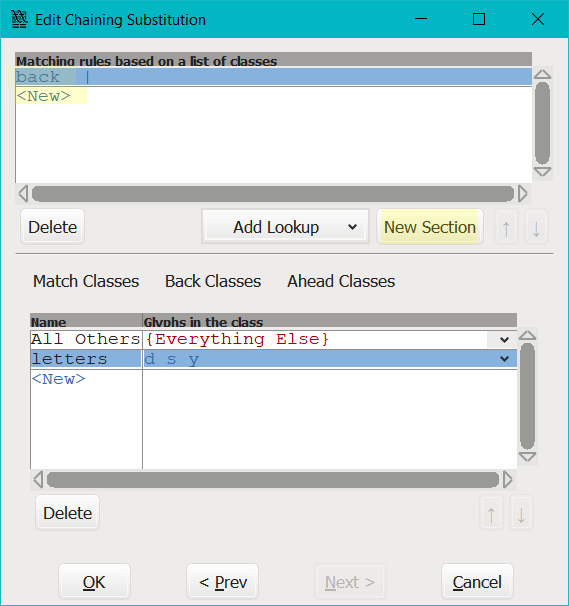 Edit Chaining Substitution
Matching rules based on a list of classes
back |
<New>
Delete
Add Lookup
New Section
↑
↓
Match Classes Back Classes Ahead Classes
Name Glyphs in the class
All Others {Everything Else}
letters d s y
<New>
Delete
↑
↓
OK
< Prev
Next >
Cancel